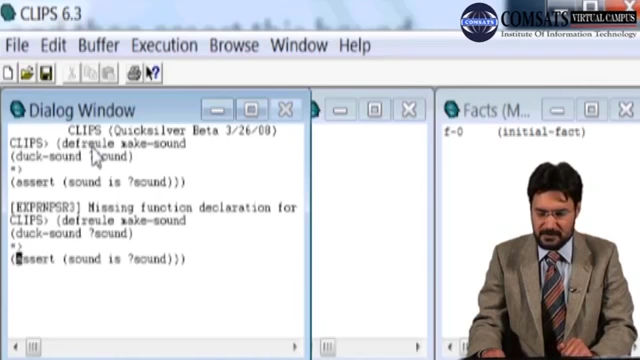 CLIPS 6.3
COMSATS VIRTUAL CAMPUS
Institute Of Information Technology
File Edit Buffer Execution Browse Window Help
Dialog Window
CLIPS (Quicksilver Beta 3/26/08)
CLIPS> (defreule make-sound
(duck-sound ?sound)
=>
(assert (sound is ?sound)))
[EXPRNPSR3] Missing function declaration for
CLIPS> (defreule make-sound
(duck-sound ?sound)
=>
(assert (sound is ?sound)))
Facts (M...
f-0 (initial-fact)